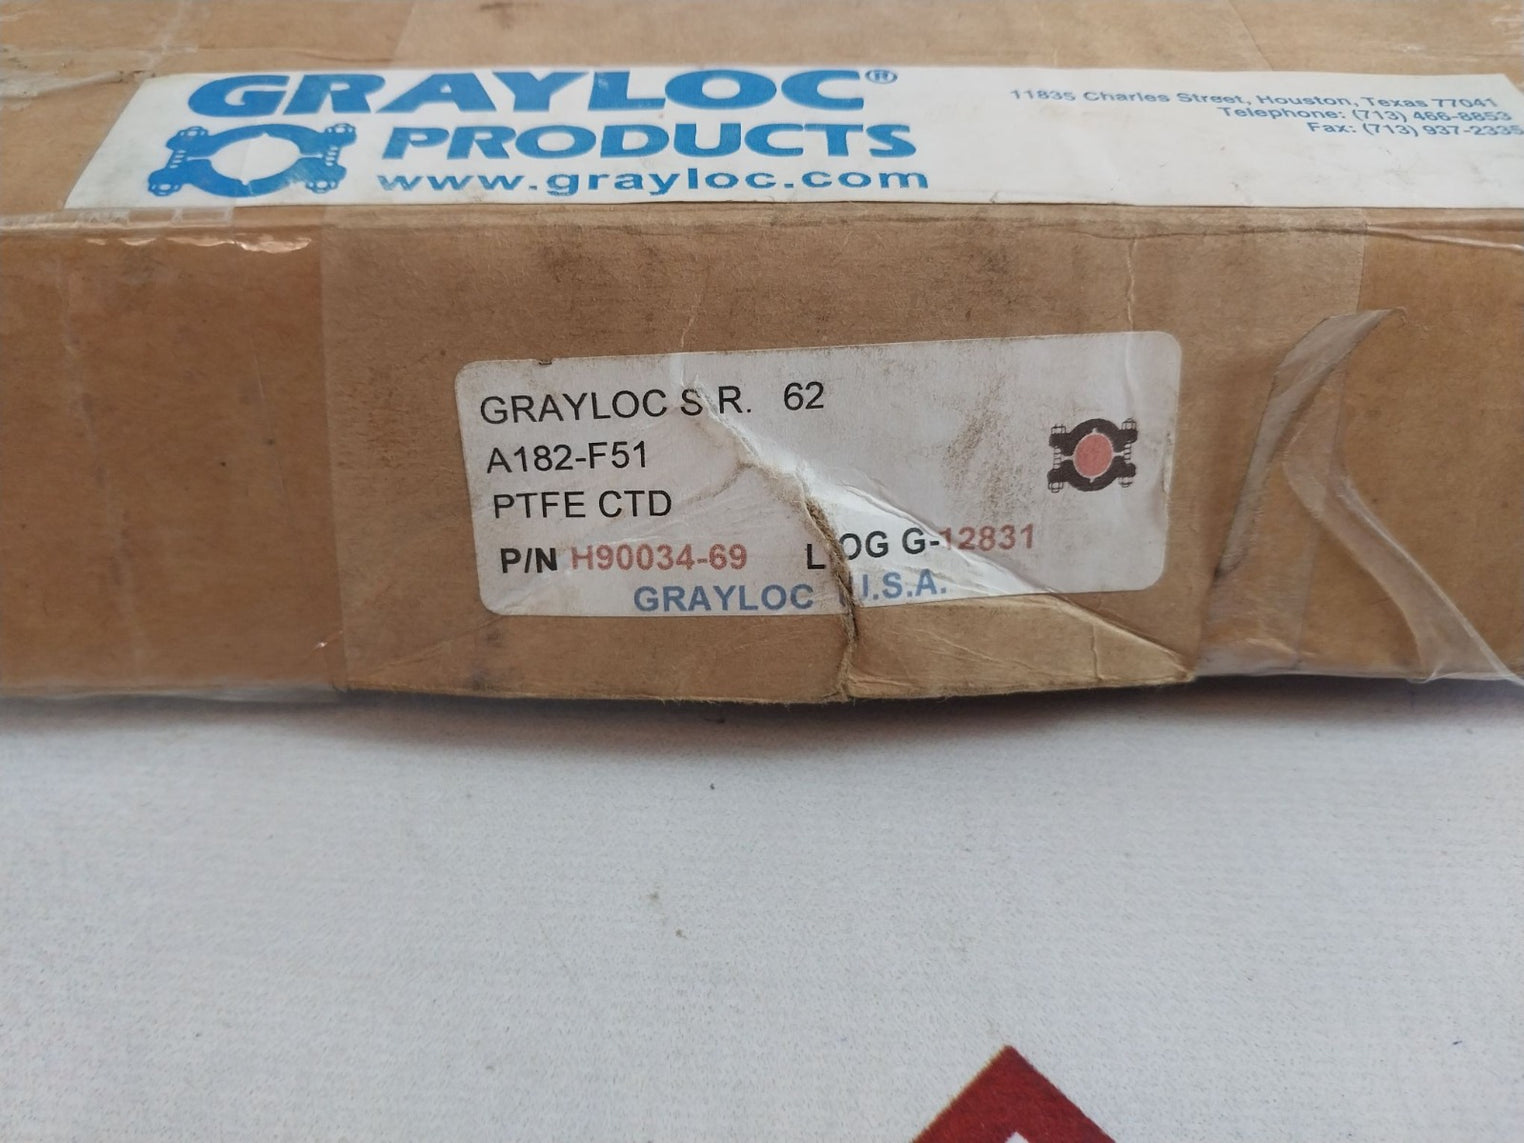 GRAYLOC®
PRODUCTS
www.grayloc.com
11835 Charles Street, Houston, Texas 77041
Telephone: (713) 466-8853
Fax: (713) 937-2335
GRAYLOC S.R. 62
A182-F51
PTFE CTD
P/N H90034-69 LOG G-12831
GRAYLOC U.S.A.